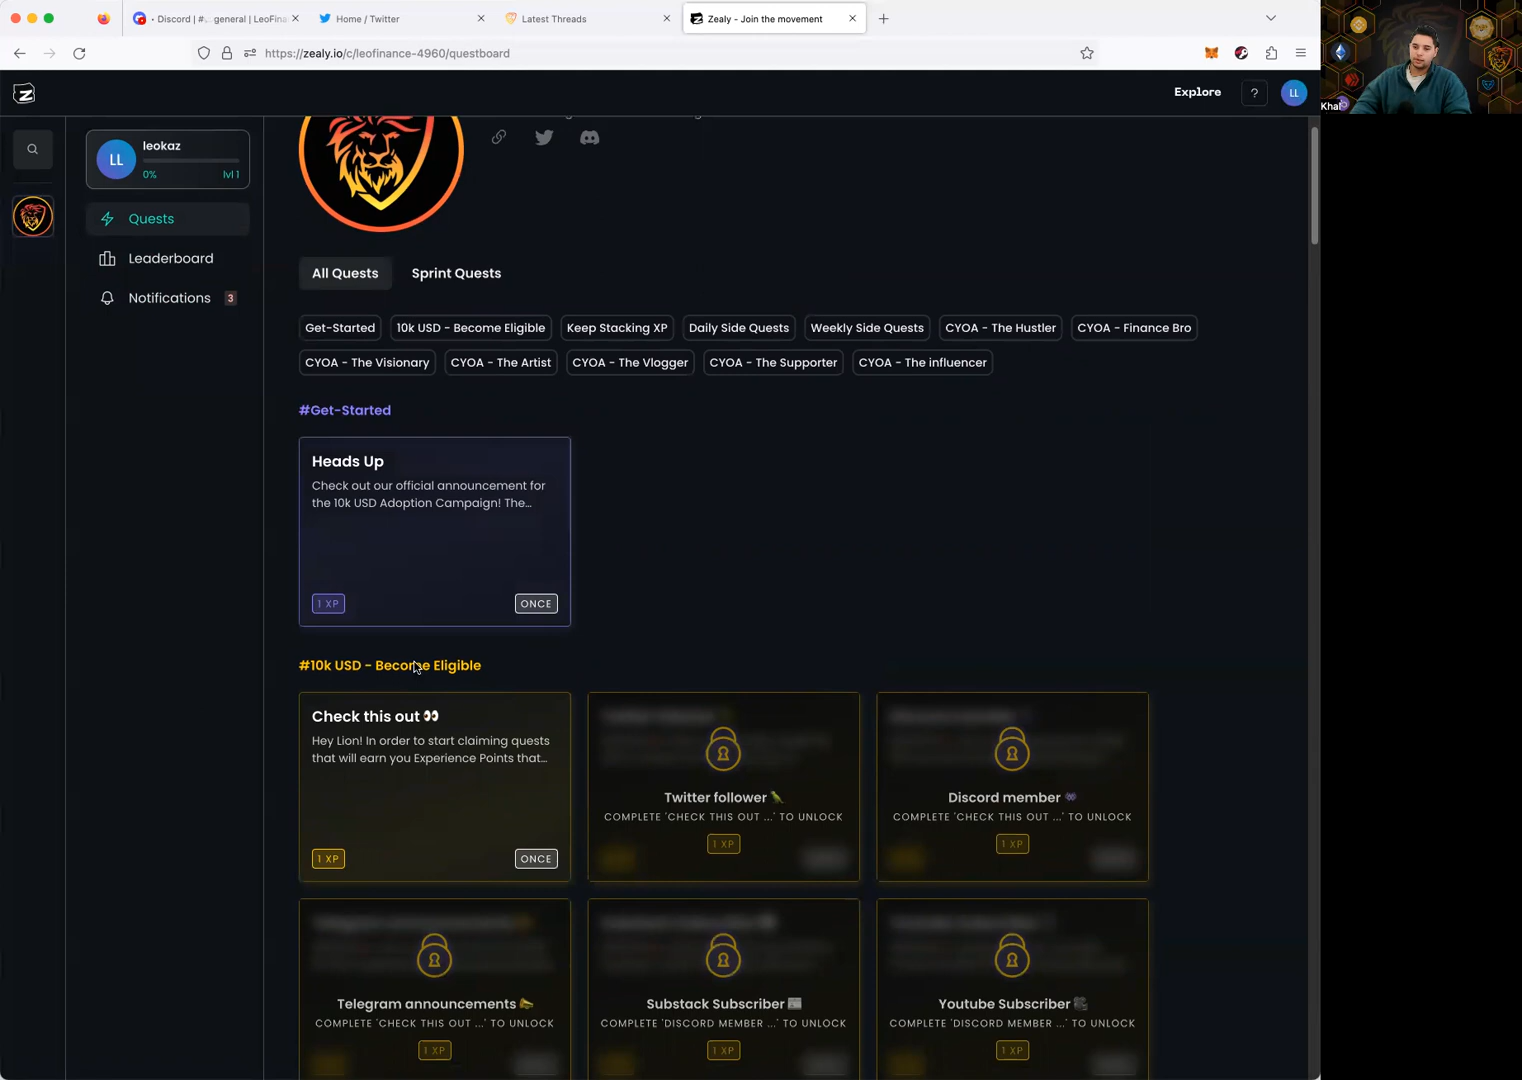 Discord | #
general | LeoFina
Home / Twitter
Latest Threads
Zealy - Join the movement
https://zealy.io/c/leofinance-4960/questboard
Explore
?
LL
LL
leokaz
0%
lvl 1
Quests
Leaderboard
Notifications
3
All Quests
Sprint Quests
Get-Started
10k USD - Become Eligible
Keep Stacking XP
Daily Side Quests
Weekly Side Quests
CYOA - The Hustler
CYOA - Finance Bro
CYOA - The Visionary
CYOA - The Artist
CYOA - The Vlogger
CYOA - The Supporter
CYOA - The influencer
#Get-Started
Heads Up
Check out our official announcement for
the 10k USD Adoption Campaign! The...
1 XP
ONCE
#10k USD - Become Eligible
Check this out 👀
Hey Lion! In order to start claiming quests
that will earn you Experience Points that...
1 XP
ONCE
Twitter follower
COMPLETE 'CHECK THIS OUT ...' TO UNLOCK
1 XP
Discord member
COMPLETE 'CHECK THIS OUT ...' TO UNLOCK
1 XP
Telegram announcements
COMPLETE 'CHECK THIS OUT ...' TO UNLOCK
1 XP
Substack Subscriber
COMPLETE 'DISCORD MEMBER ...' TO UNLOCK
1 XP
Youtube Subscriber
COMPLETE 'DISCORD MEMBER ...' TO UNLOCK
1 XP
Khal